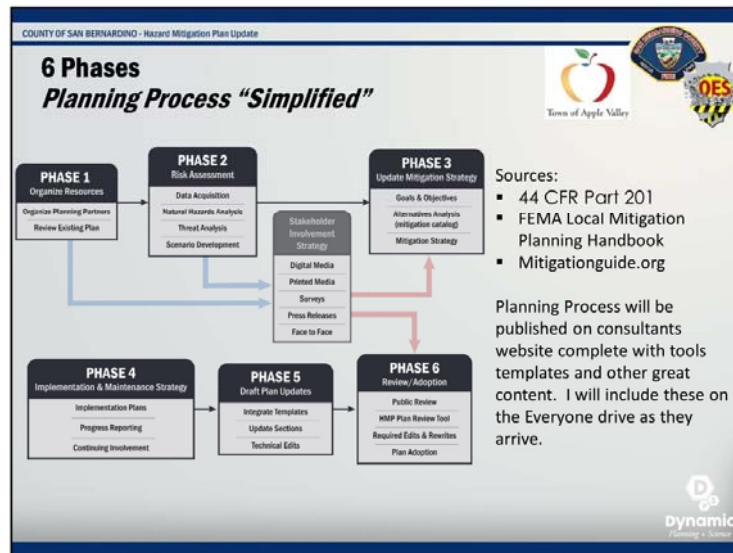 COUNTY OF SAN BERNARDINO - Hazard Mitigation Plan Update
6 Phases
Planning Process “Simplified”
Town of Apple Valley
SAN BERNARDINO COUNTY
FIRE
OES
PHASE 1
Organize Resources
Organize Planning Partners
Review Existing Plan
PHASE 2
Risk Assessment
Data Acquisition
Natural Hazards Analysis
Threat Analysis
Scenario Development
Stakeholder
Involvement
Strategy
Digital Media
Printed Media
Surveys
Press Releases
Face to Face
PHASE 3
Update Mitigation Strategy
Goals & Objectives
Alternatives Analysis
(mitigation catalog)
Mitigation Strategy
PHASE 4
Implementation & Maintenance Strategy
Implementation Plans
Progress Reporting
Continuing Involvement
PHASE 5
Draft Plan Updates
Integrate Templates
Update Sections
Technical Edits
PHASE 6
Review/Adoption
Public Review
HMP Plan Review Tool
Required Edits & Rewrites
Plan Adoption
Sources:
▪ 44 CFR Part 201
▪ FEMA Local Mitigation
Planning Handbook
▪ Mitigationguide.org
Planning Process will be
published on consultants
website complete with tools
templates and other great
content. I will include these on
the Everyone drive as they
arrive.
Dynamic
Planning + Science